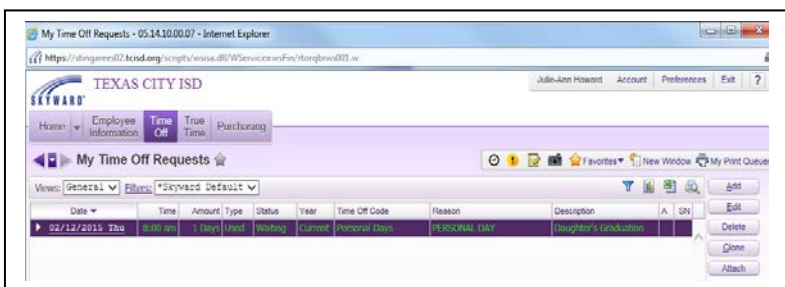 My Time Off Requests - 05.14.10.00.07 - Internet Explorer
https://stingarees02.tcisd.org/scripts/wsisa.dll/WService=wsFin/rtorqbrws001.w
TEXAS CITY ISD
Julie-Ann Howard Account Preferences Exit ?
SKYWARD
Home Employee Information Time Off True Time Purchasing
My Time Off Requests Favorites New Window My Print Queue
Views: General Filters: *Skyward Default Add
Date Time Amount Type Status Year Time Off Code Reason Description A SN Edit
02/12/2015 Thu 8:00 am 1 Days Used Waiting Current Personal Days PERSONAL DAY Daughter's Graduation Delete
Clone
Attach